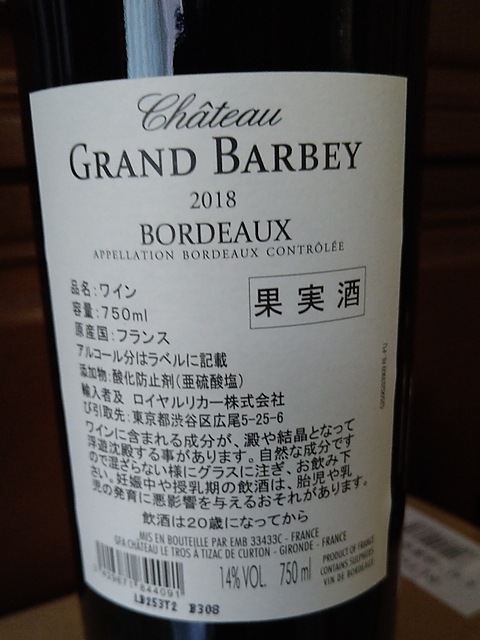 Château
GRAND BARBEY
2018
BORDEAUX
APPELLATION BORDEAUX CONTRÔLÉE
品名:ワイン
容量:750ml
原産国:フランス
果実酒
アルコール分はラベルに記載
添加物:酸化防止剤(亜硫酸塩)
輸入者及 ロイヤルリカー株式会社
び引取先:東京都渋谷区広尾5-25-6
ワインに含まれる成分が、澱や結晶となって
浮遊沈殿する事があります。自然な成分です
ので混ざらない様にグラスに注ぎ、お飲み下
さい。妊娠中や授乳期の飲酒は、胎児や乳
児の発育に悪影響を与えるおそれがあります。
飲酒は20歳になってから
MIS EN BOUTEILLE PAR EMB 33433C - FRANCE
GFA CHÂTEAU LE TROS À TIZAC DE CURTON - GIRONDE - FRANCE
14% VOL. 750 ml
PRODUCT OF FRANCE
CONTAINS SULPHITES
VIN DE BORDEAUX
LB253T2 B308